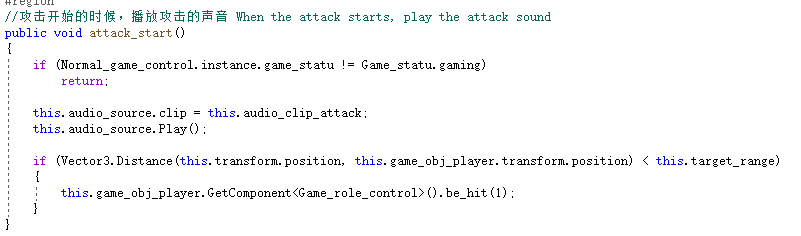 #region
//攻击开始的时候，播放攻击的声音 When the attack starts, play the attack sound
public void attack_start()
{
if (Normal_game_control.instance.game_statu != Game_statu.gaming)
return;
this.audio_source.clip = this.audio_clip_attack;
this.audio_source.Play();
if (Vector3.Distance(this.transform.position, this.game_obj_player.transform.position) < this.target_range)
{
this.game_obj_player.GetComponent<Game_role_control>().be_hit(1);
}
}